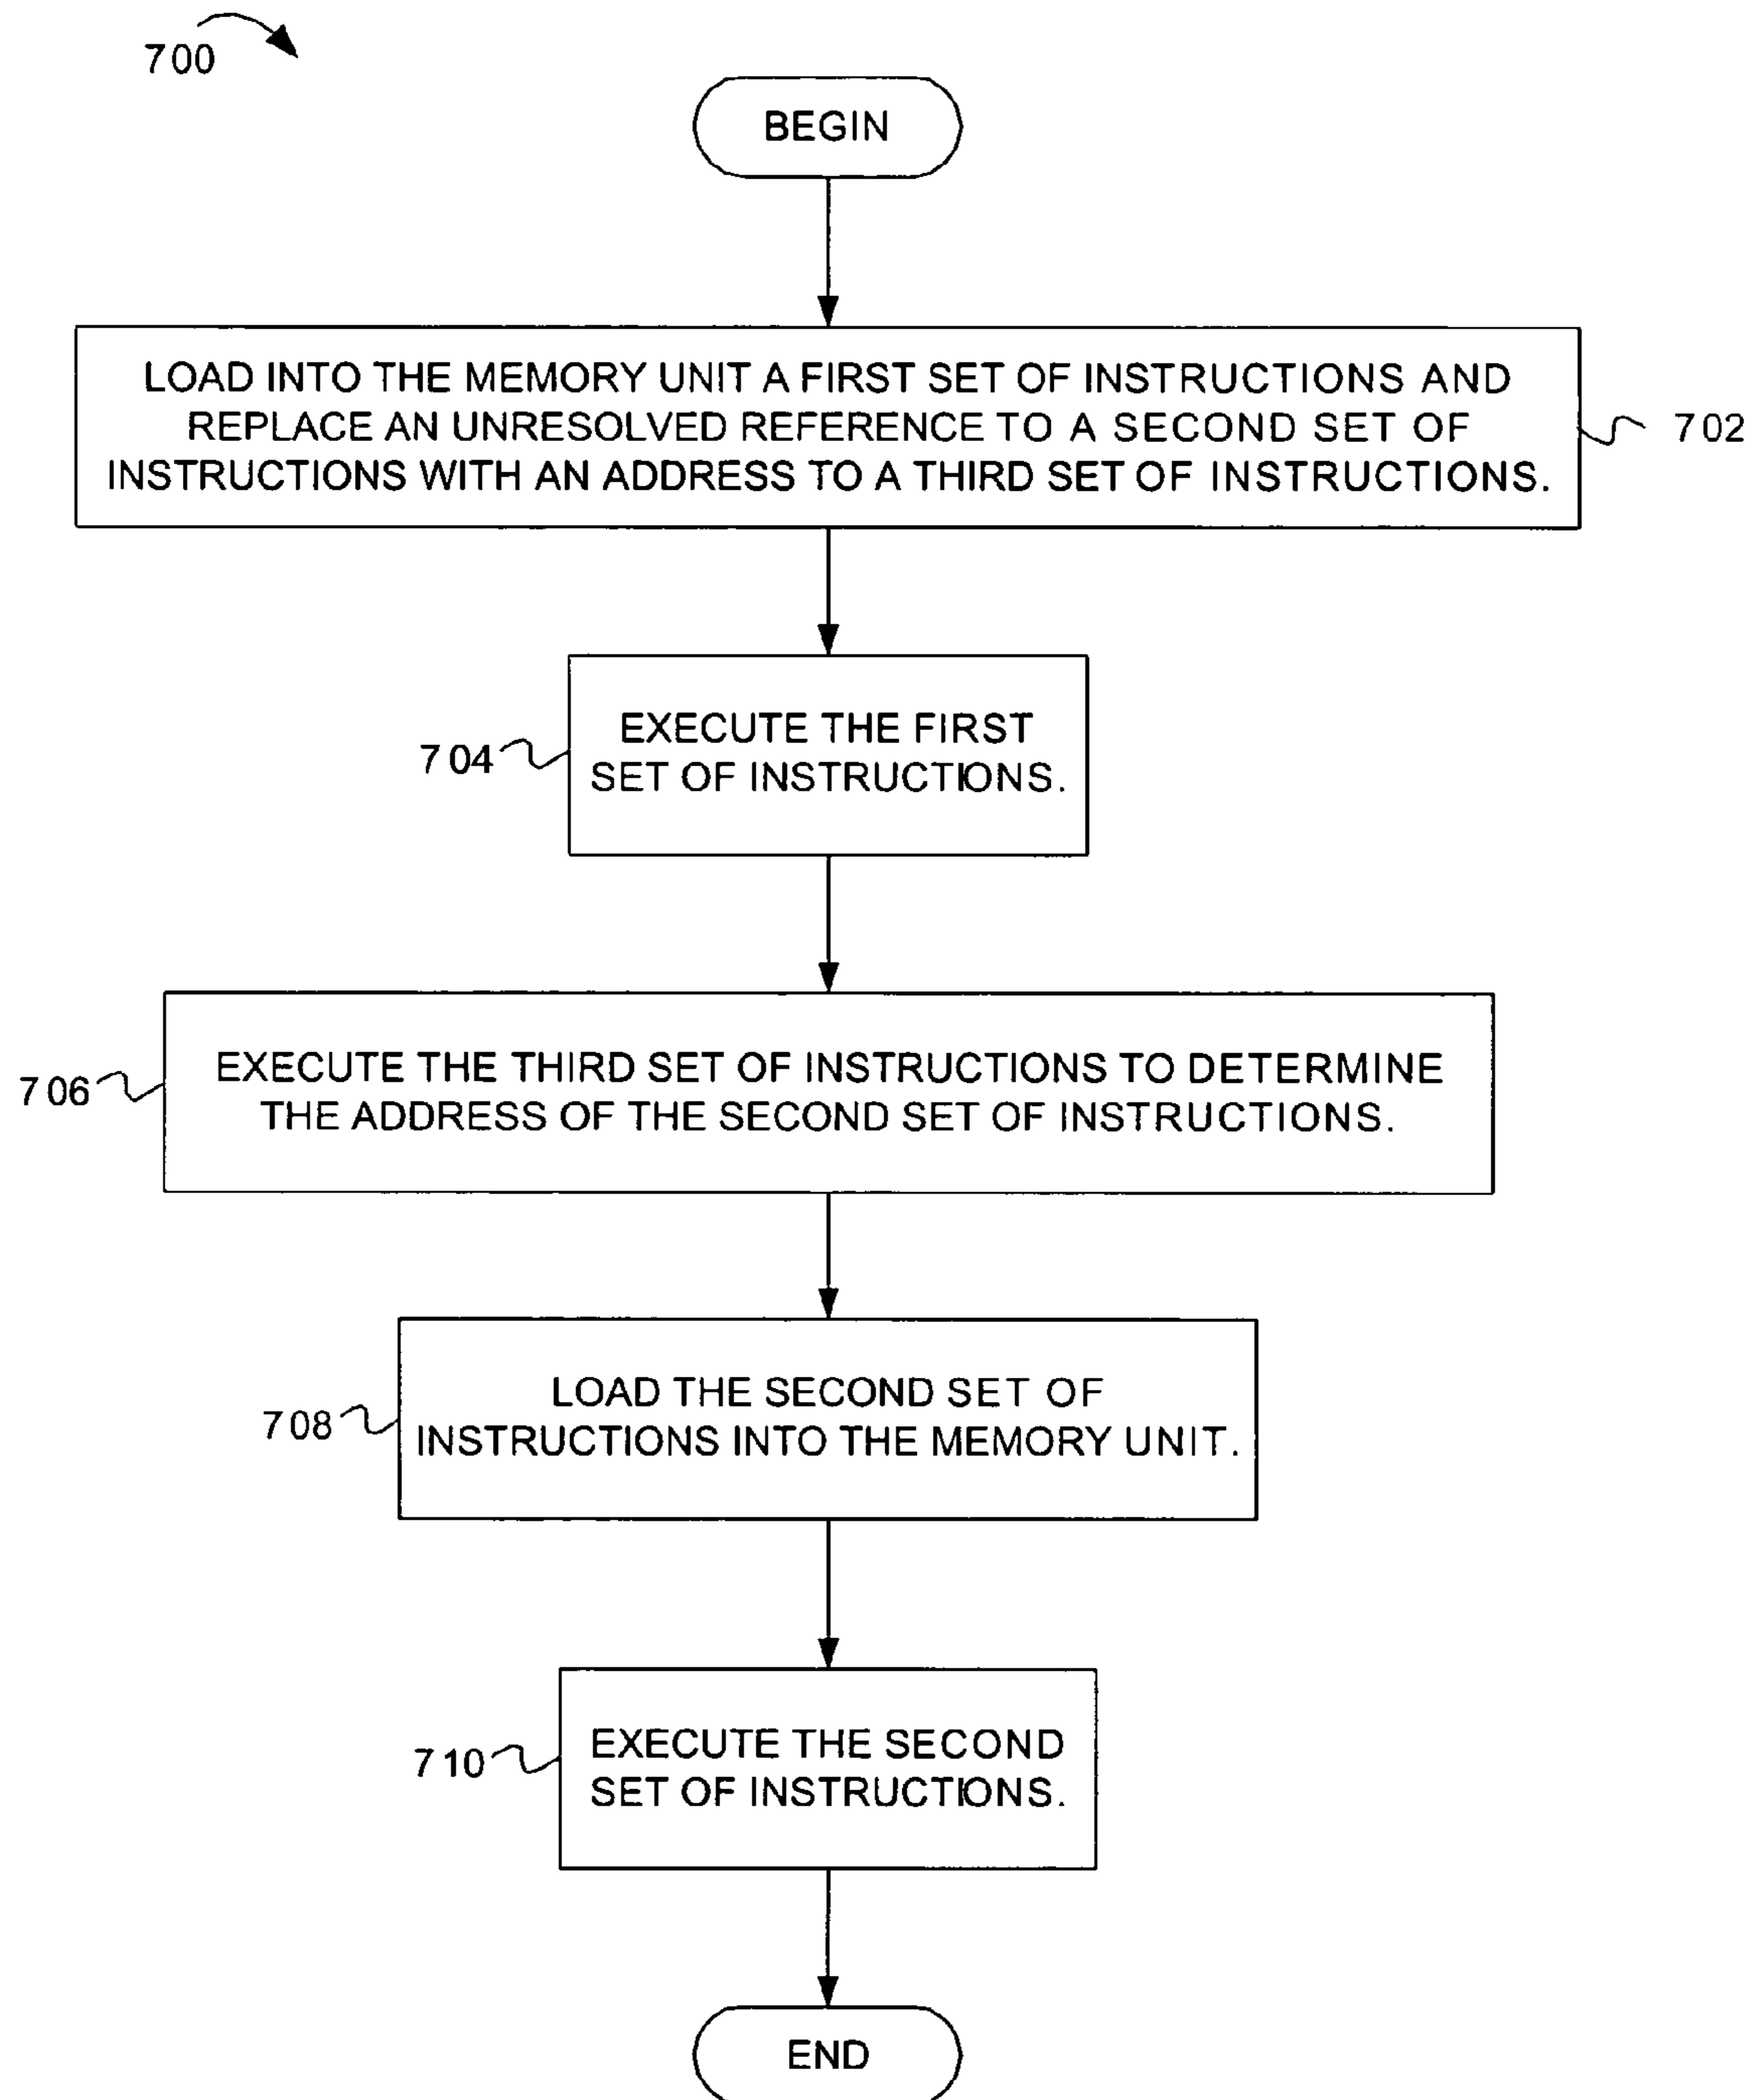 700
BEGIN
LOAD INTO THE MEMORY UNIT A FIRST SET OF INSTRUCTIONS AND
REPLACE AN UNRESOLVED REFERENCE TO A SECOND SET OF
INSTRUCTIONS WITH AN ADDRESS TO A THIRD SET OF INSTRUCTIONS.
702
EXECUTE THE FIRST
SET OF INSTRUCTIONS.
704
EXECUTE THE THIRD SET OF INSTRUCTIONS TO DETERMINE
THE ADDRESS OF THE SECOND SET OF INSTRUCTIONS.
706
LOAD THE SECOND SET OF
INSTRUCTIONS INTO THE MEMORY UNIT.
708
EXECUTE THE SECOND
SET OF INSTRUCTIONS.
710
END